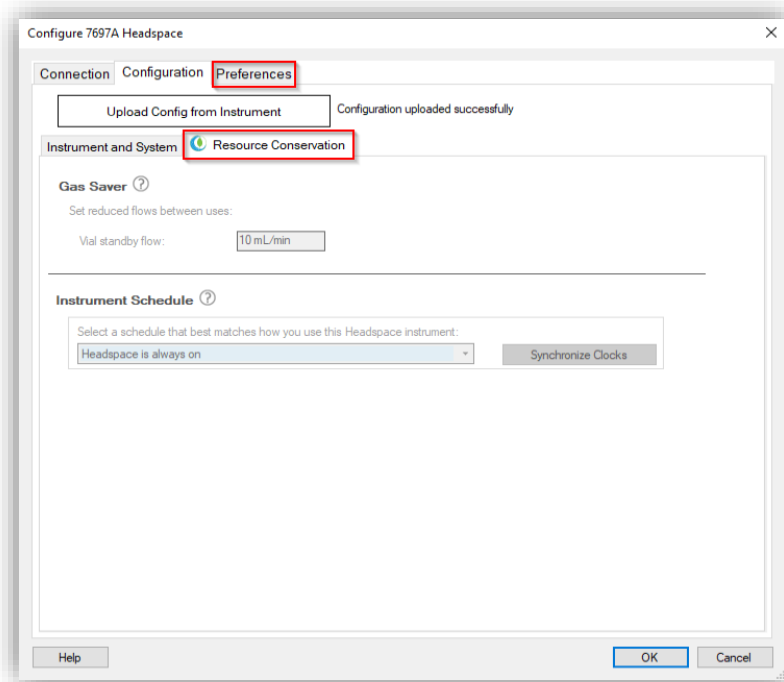 Configure 7697A Headspace
Connection Configuration Preferences
Upload Config from Instrument Configuration uploaded successfully
Instrument and System Resource Conservation
Gas Saver ?
Set reduced flows between uses:
Vial standby flow: 10 mL/min
Instrument Schedule ?
Select a schedule that best matches how you use this Headspace instrument:
Headspace is always on Synchronize Clocks
Help OK Cancel